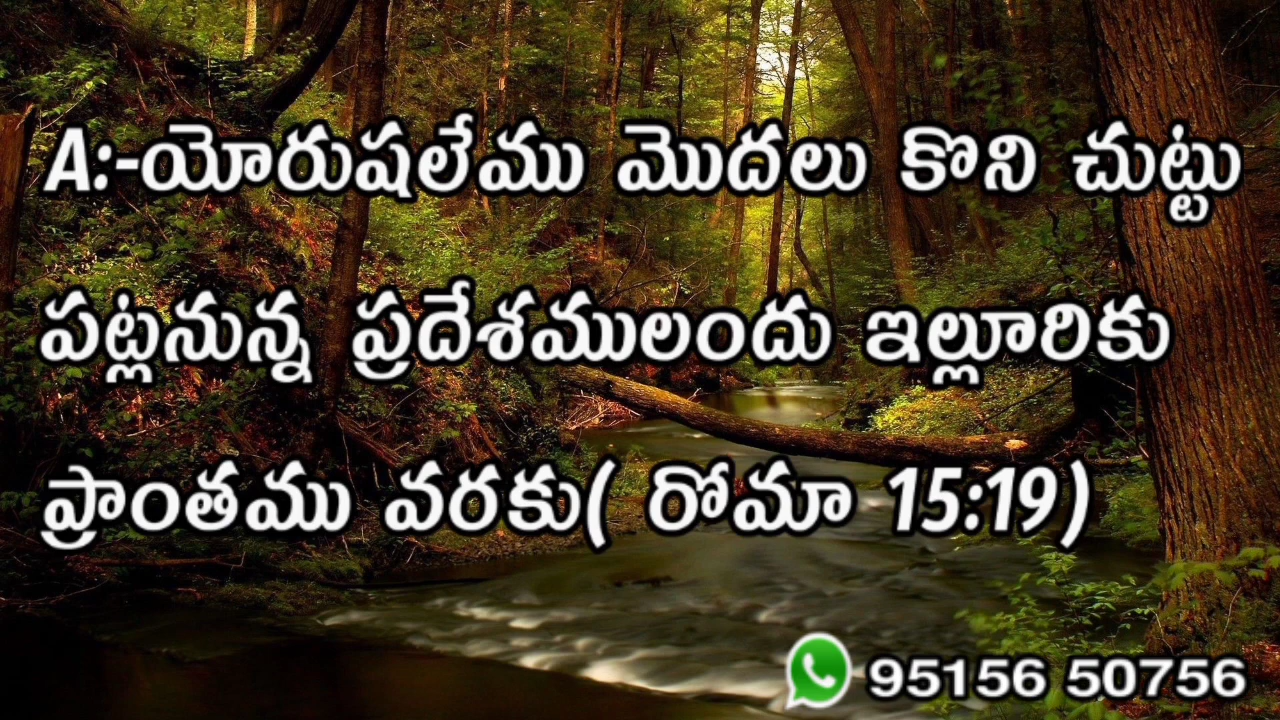 A:-యోరుషలేము మొదలు కొని చుట్టు
పట్లనున్న ప్రదేశములందు ఇల్లూరికు
ప్రాంతము వరకు( రోమా 15:19)
95156 50756